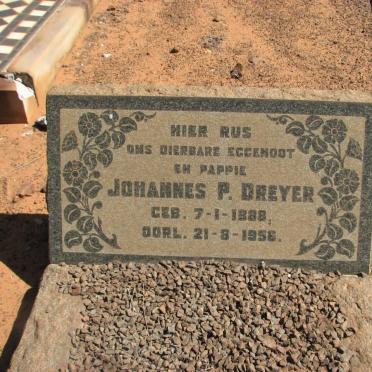 HIER RUS
ONS DIERBARE EGGENOOT
EN PAPPIE
JOHANNES P. DREYER
GEB. 7-1-1888,
OORL. 21-8-1956.